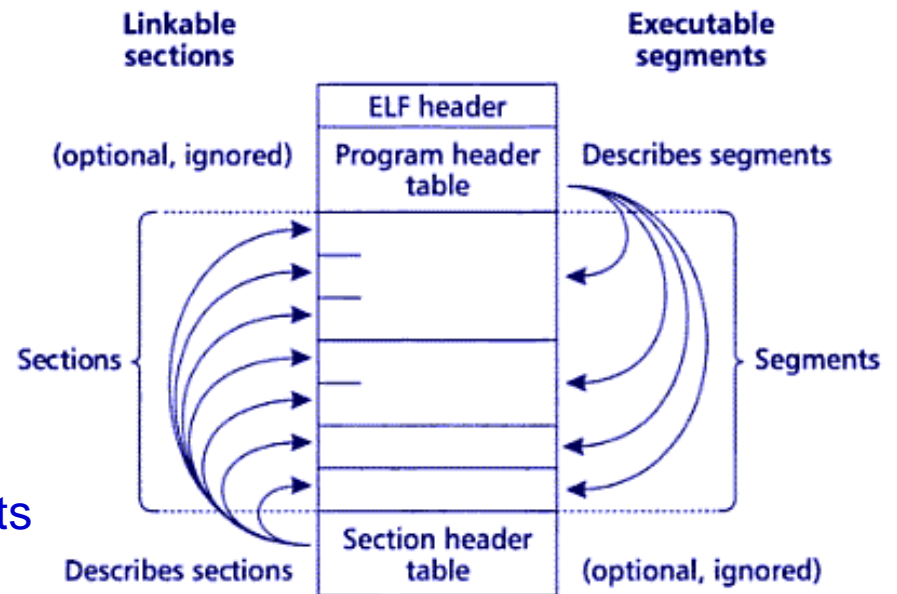 Linkable
sections
Executable
segments
ELF header
(optional, ignored)
Program header
table
Describes segments
Sections
Segments
ts
Describes sections
Section header
table
(optional, ignored)